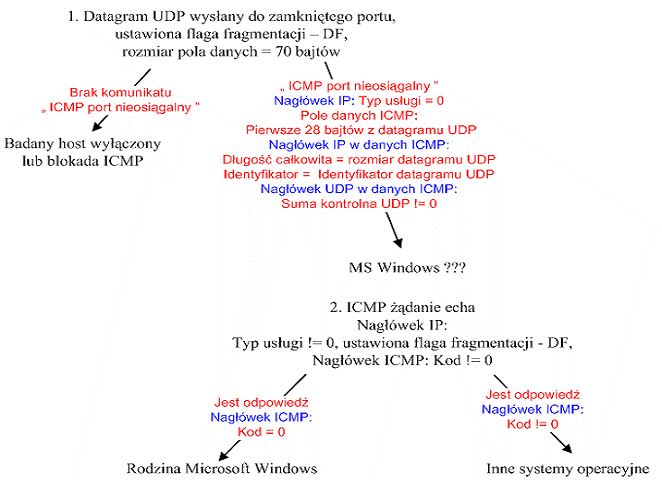 1. Datagram UDP wysłany do zamkniętego portu,
ustawiona flaga fragmentacji – DF,
rozmiar pola danych = 70 bajtów
Brak komunikatu
„ ICMP port nieosiągalny ”
Badany host wyłączony
lub blokada ICMP
„ ICMP port nieosiągalny ”
Nagłówek IP: Typ usługi = 0
Pole danych ICMP:
Pierwsze 28 bajtów z datagramu UDP
Nagłówek IP w danych ICMP:
Długość całkowita = rozmiar datagramu UDP
Identyfikator = Identyfikator datagramu UDP
Nagłówek UDP w danych ICMP:
Suma kontrolna UDP != 0
MS Windows ???
2. ICMP żądanie echa
Nagłówek IP:
Typ usługi != 0, ustawiona flaga fragmentacji - DF,
Nagłówek ICMP: Kod != 0
Jest odpowiedź
Nagłówek ICMP:
Kod = 0
Rodzina Microsoft Windows
Jest odpowiedź
Nagłówek ICMP:
Kod != 0
Inne systemy operacyjne